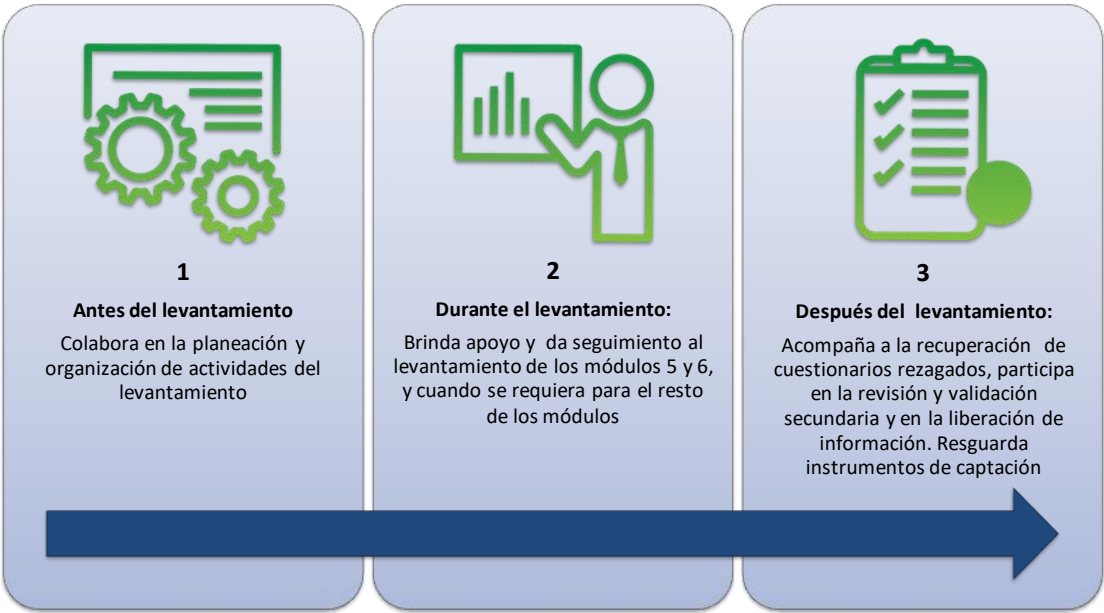 1
Antes del levantamiento
Colabora en la planeación y
organización de actividades del
levantamiento
2
Durante el levantamiento:
Brinda apoyo y da seguimiento al
levantamiento de los módulos 5 y 6,
y cuando se requiera para el resto
de los módulos
3
Después del levantamiento:
Acompaña a la recuperación de
cuestionarios rezagados, participa
en la revisión y validación
secundaria y en la liberación de
información. Resguarda
instrumentos de captación